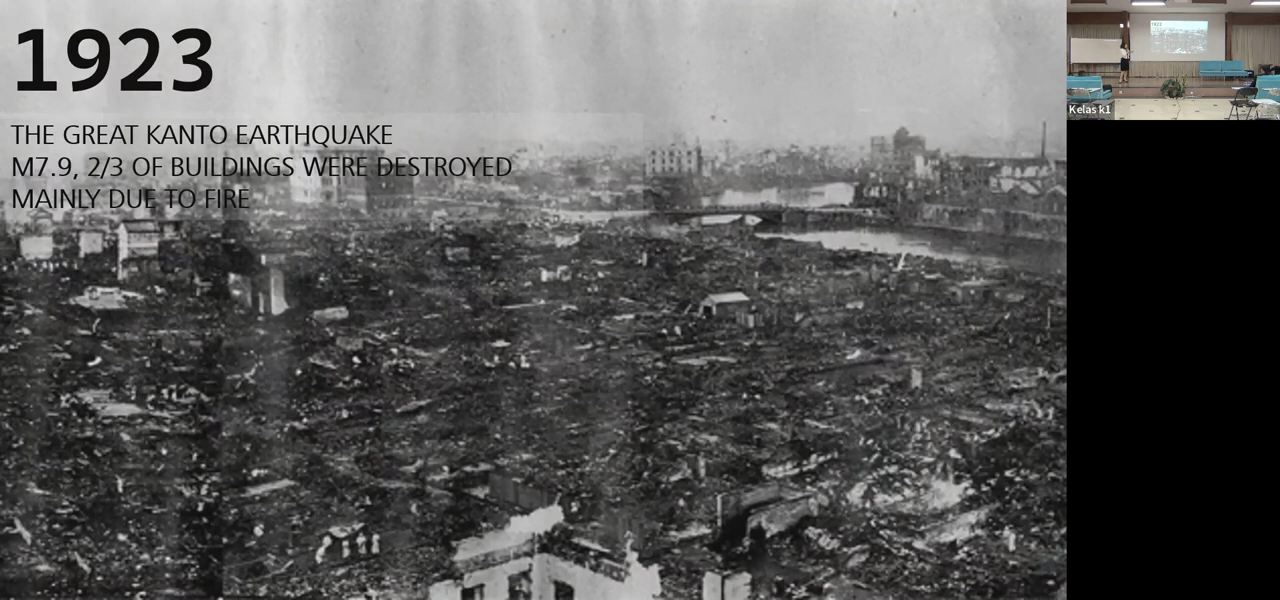 1923
THE GREAT KANTO EARTHQUAKE
M7.9, 2/3 OF BUILDINGS WERE DESTROYED
MAINLY DUE TO FIRE
Kelas k1